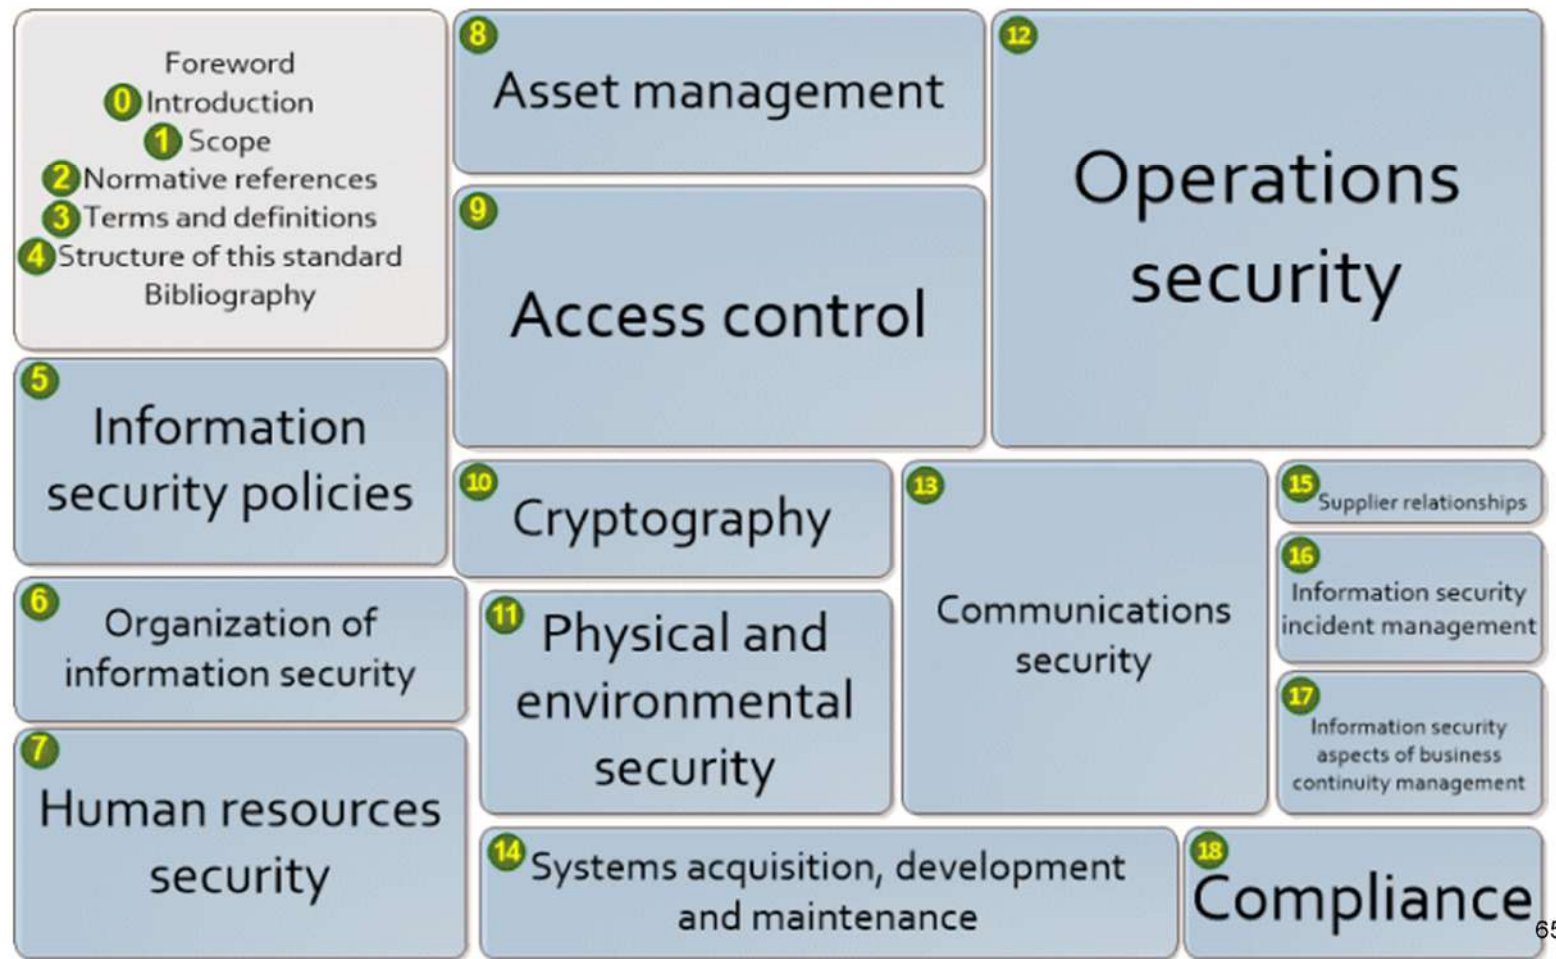 Foreword
0 Introduction
1 Scope
2 Normative references
3 Terms and definitions
4 Structure of this standard
Bibliography
5
Information
security policies
6
Organization of
information security
7
Human resources
security
8
Asset management
9
Access control
10
Cryptography
11
Physical and
environmental
security
12
Operations
security
13
Communications
security
14
Systems acquisition, development
and maintenance
15
Supplier relationships
16
Information security
incident management
17
Information security
aspects of business
continuity management
18
Compliance